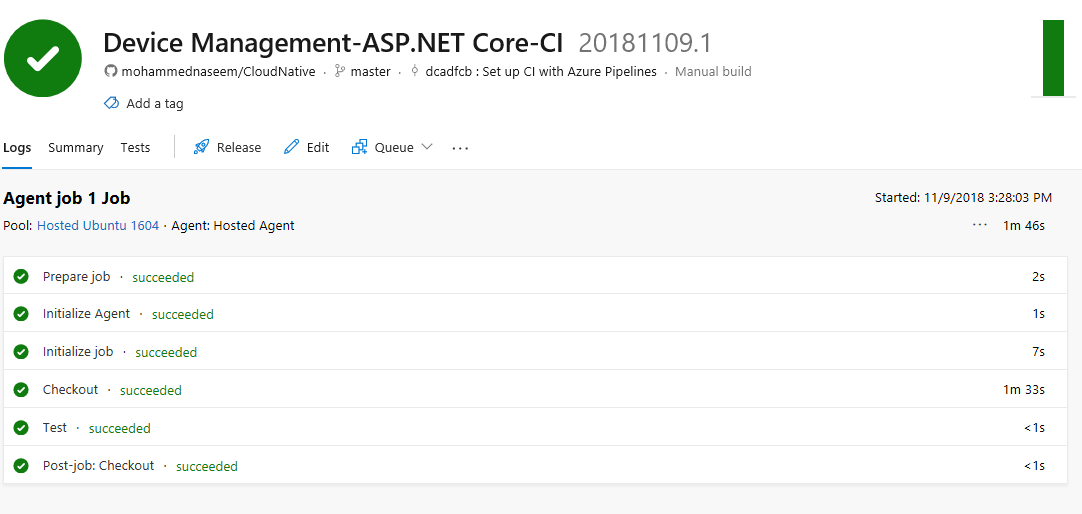 Device Management-ASP.NET Core-CI 20181109.1
mohammednaseem/CloudNative · master · dcadfcb : Set up CI with Azure Pipelines · Manual build
Add a tag
Logs Summary Tests Release Edit Queue ...
Agent job 1 Job Started: 11/9/2018 3:28:03 PM
Pool: Hosted Ubuntu 1604 · Agent: Hosted Agent ... 1m 46s
Prepare job · succeeded 2s
Initialize Agent · succeeded 1s
Initialize job · succeeded 7s
Checkout · succeeded 1m 33s
Test · succeeded <1s
Post-job: Checkout · succeeded <1s